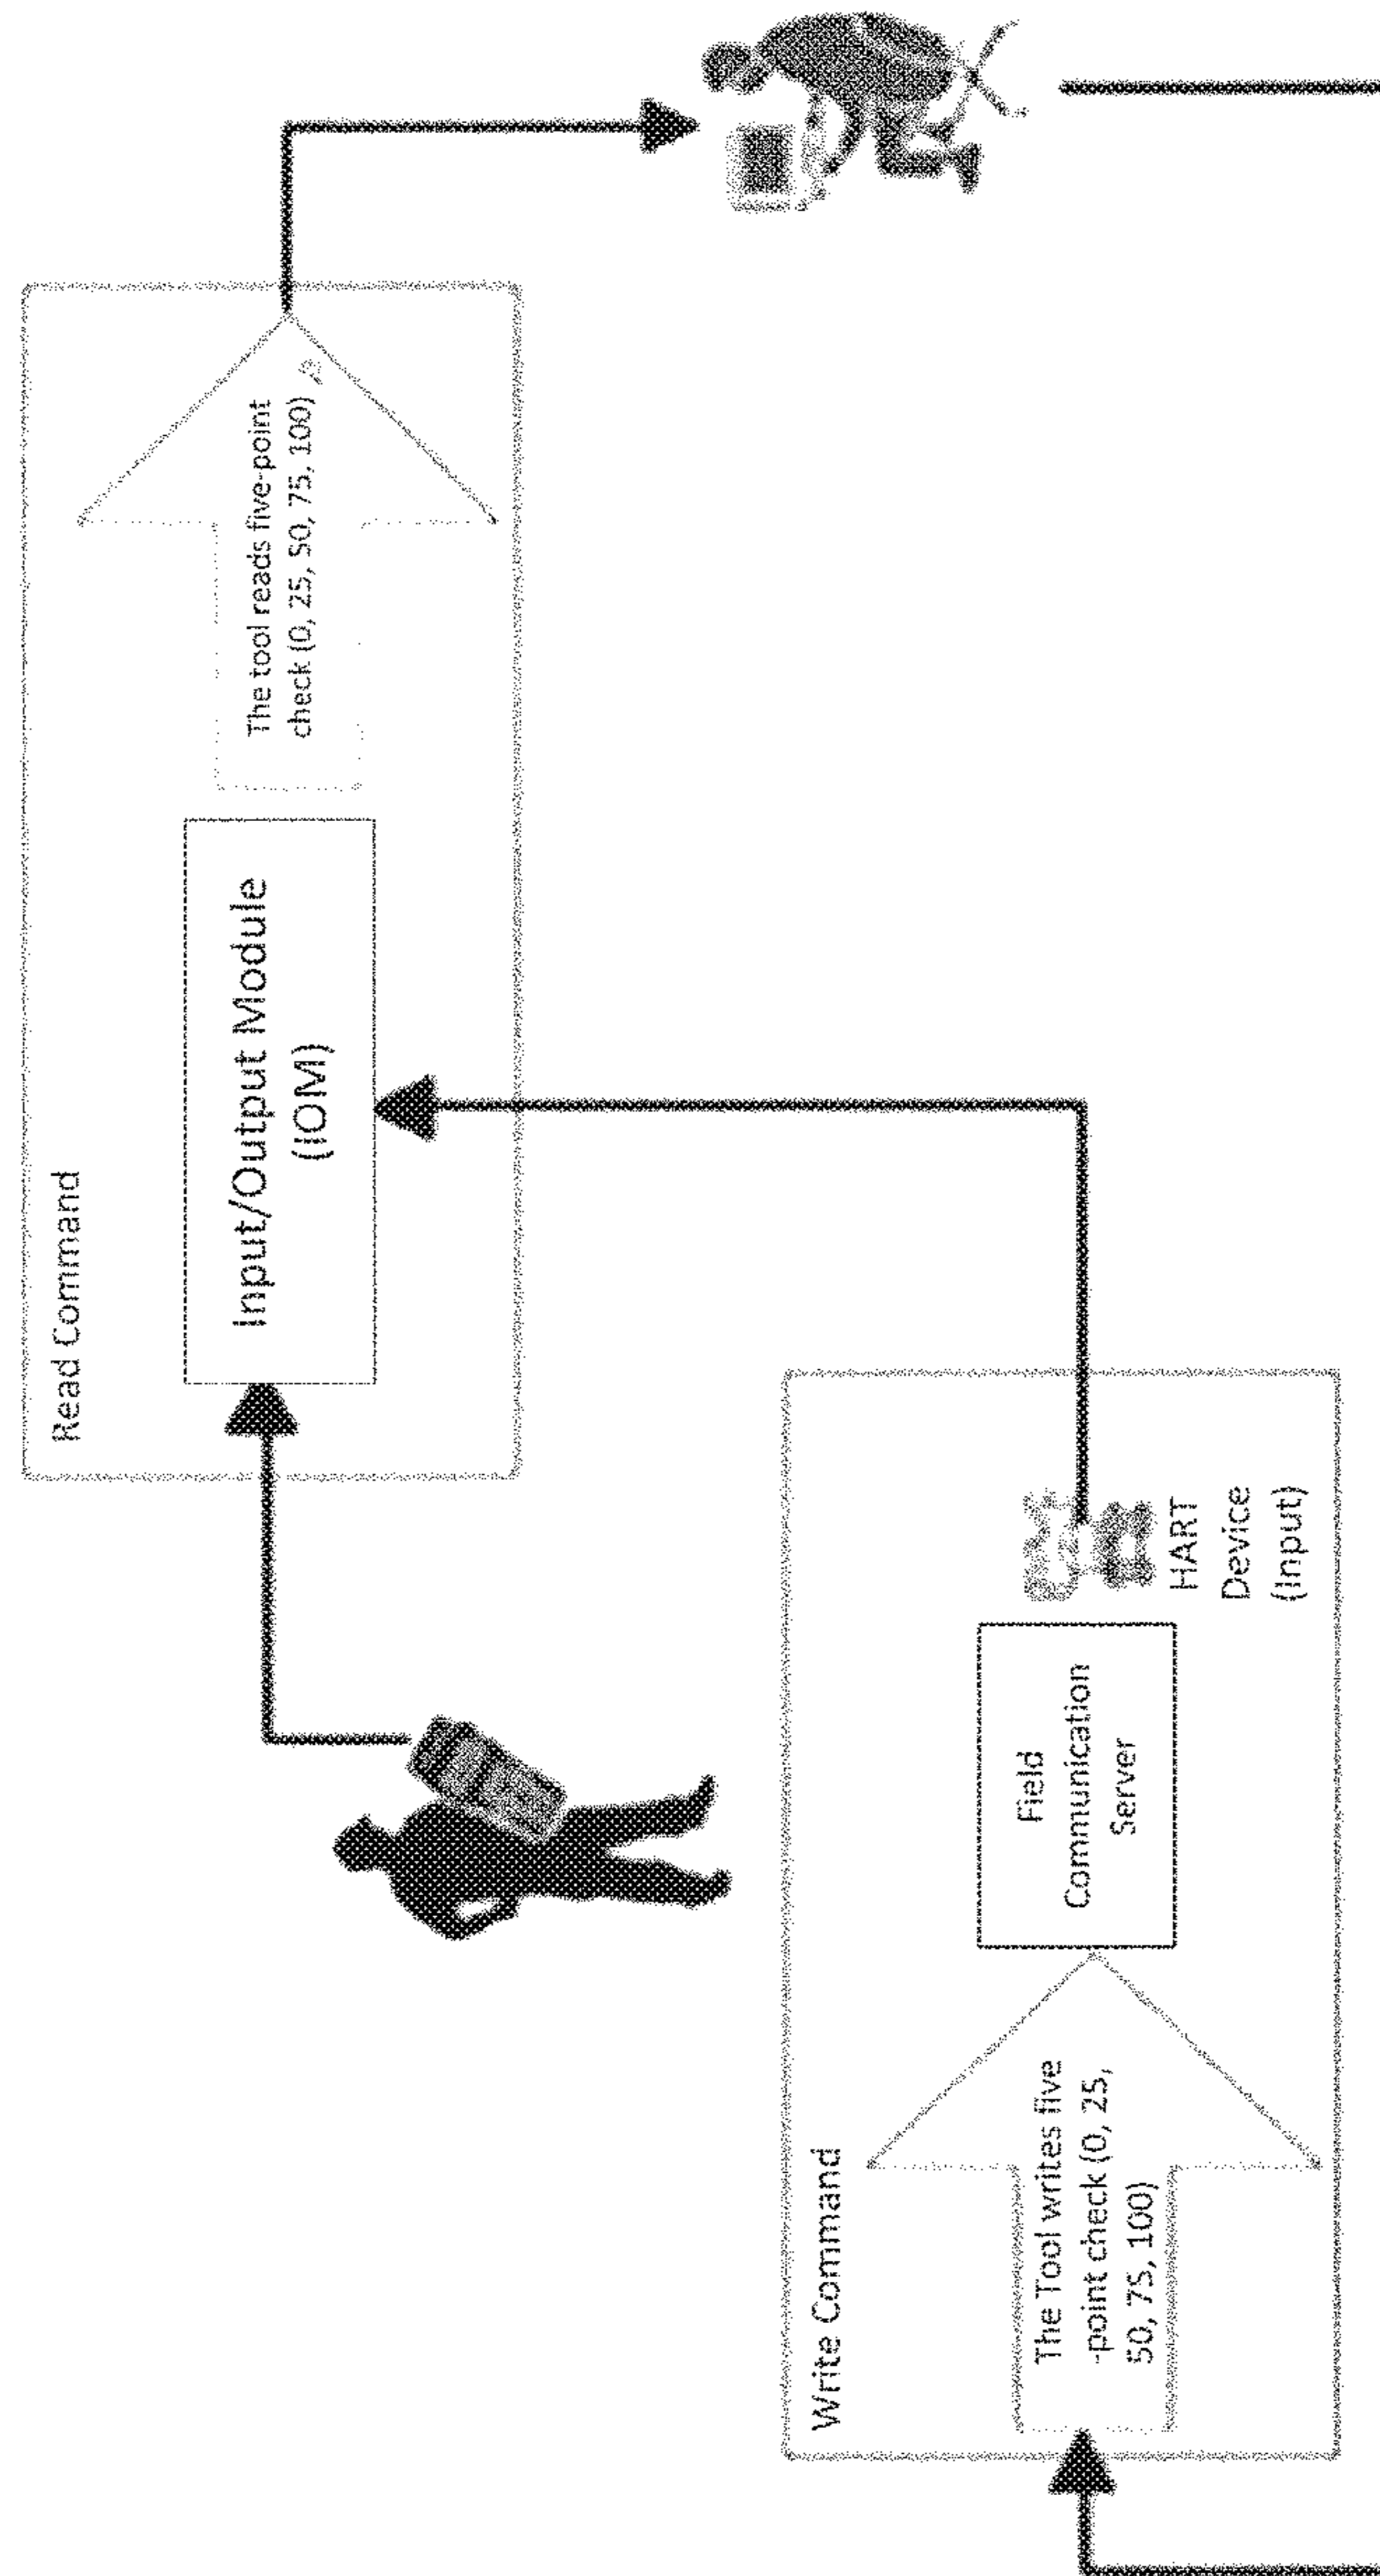 Read Command
Input/Output Module
(IOM)
The tool reads five-point
check (0, 25, 50, 75, 100)
Write Command
The Tool writes five
-point check (0, 25,
50, 75, 100)
Field
Communication
Server
HART
Device
(Input)